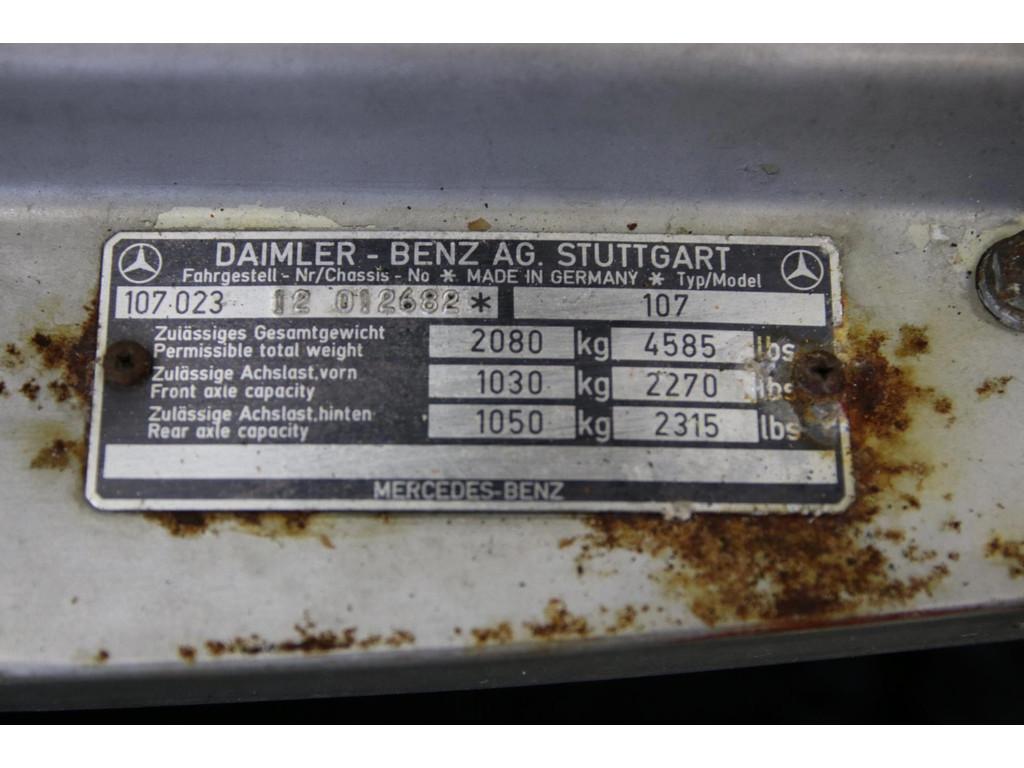 DAIMLER - BENZ AG. STUTTGART
Fahrgestell - Nr/Chassis - No * MADE IN GERMANY * Typ/Model
107·023 12 012682* 107
Zulässiges Gesamtgewicht
Permissible total weight 2080 kg 4585 lbs
Zulässige Achslast,vorn
Front axle capacity 1030 kg 2270 lbs
Zulässige Achslast,hinten
Rear axle capacity 1050 kg 2315 lbs
MERCEDES-BENZ